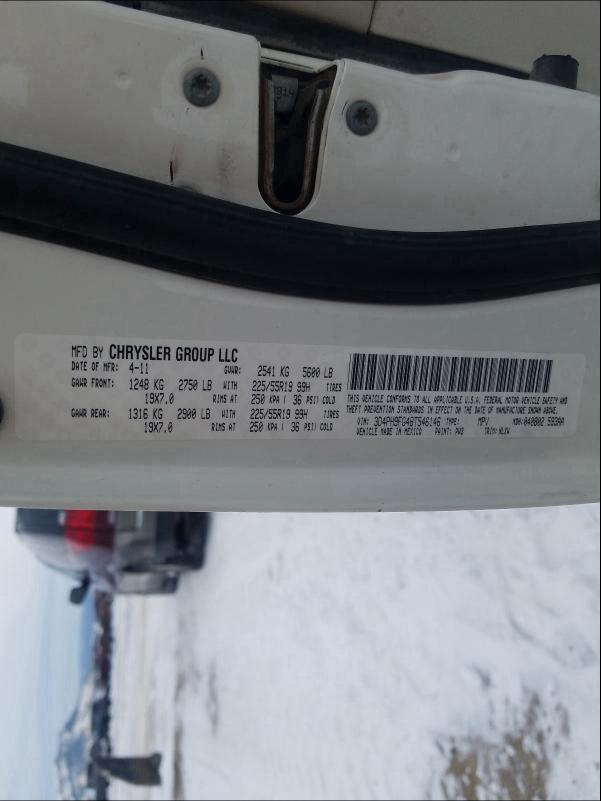 MFD BY CHRYSLER GROUP LLC
DATE OF MFR: 4-11 GVWR: 2541 KG 5600 LB
GAWR FRONT: 1248 KG 2750 LB WITH 225/55R19 99H TIRES
19X7.0 RIMS AT 250 KPA ( 36 PSI) COLD
GAWR REAR: 1316 KG 2900 LB WITH 225/55R19 99H TIRES
19X7.0 RIMS AT 250 KPA ( 36 PSI) COLD
THIS VEHICLE CONFORMS TO ALL APPLICABLE U.S.A. FEDERAL MOTOR VEHICLE SAFETY
AND THEFT PREVENTION STANDARDS IN EFFECT ON THE DATE OF MANUFACTURE SHOWN ABOVE.
VIN: 3D4PH9FG4BT546146 TYPE: MPV MDH: 040802 599AA
VEHICLE MADE IN MEXICO PAINT: PW2 TRIM: